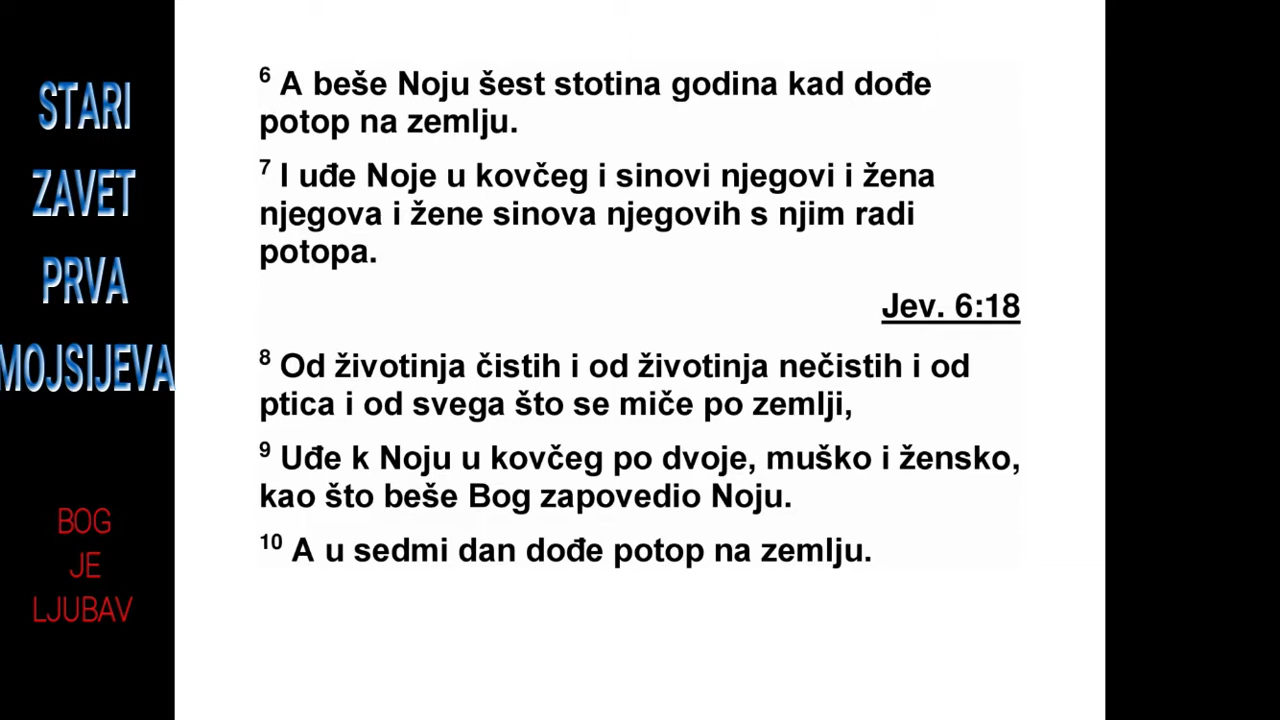 STARI
ZAVET
PRVA
MOJSIJEVA
BOG
JE
LJUBAV
6 A beše Noju šest stotina godina kad dođe
potop na zemlju.
7 I uđe Noje u kovčeg i sinovi njegovi i žena
njegova i žene sinova njegovih s njim radi
potopa.
Jev. 6:18
8 Od životinja čistih i od životinja nečistih i od
ptica i od svega što se miče po zemlji,
9 Uđe k Noju u kovčeg po dvoje, muško i žensko,
kao što beše Bog zapovedio Noju.
10 A u sedmi dan dođe potop na zemlju.